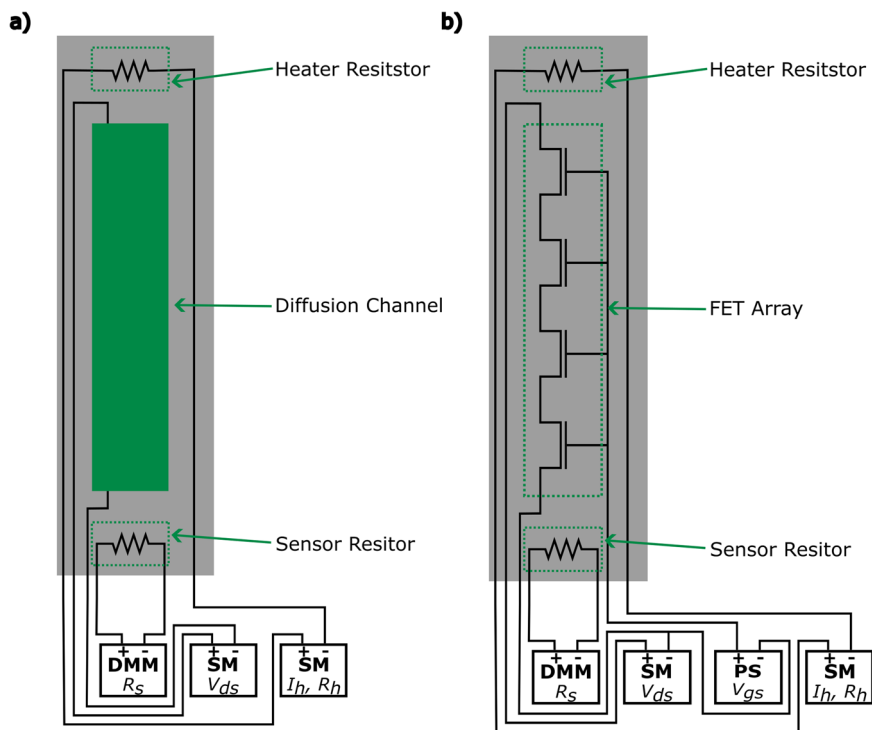 a)
Heater Resitstor
Diffusion Channel
Sensor Resitor
+ -
DMM
Rs
+ -
SM
Vds
+ -
SM
Ih, Rh
b)
Heater Resitstor
FET Array
Sensor Resitor
+ -
DMM
Rs
+ -
SM
Vds
+ -
PS
Vgs
+ -
SM
Ih, Rh